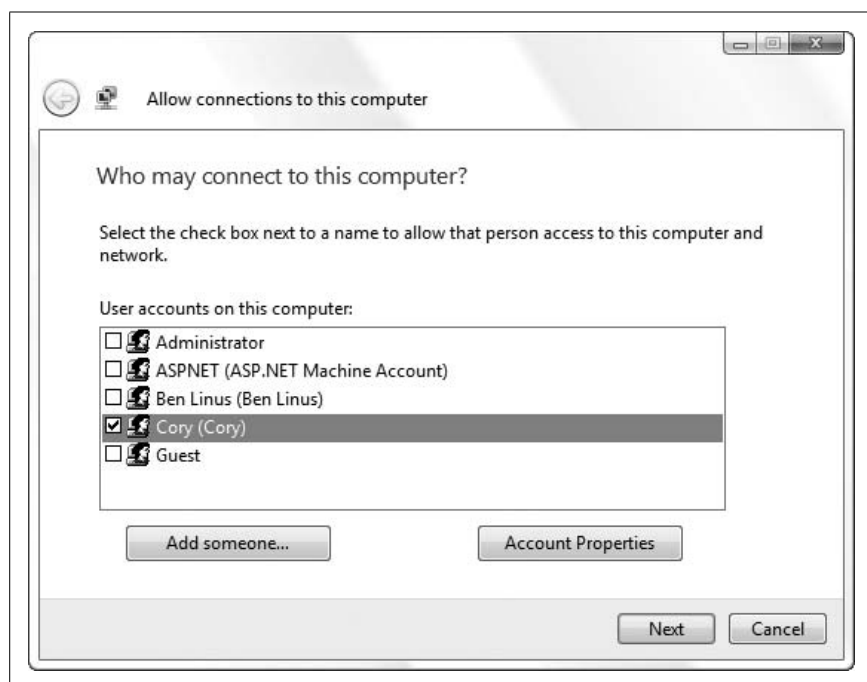 Allow connections to this computer
Who may connect to this computer?
Select the check box next to a name to allow that person access to this computer and
network.
User accounts on this computer:
Administrator
ASPNET (ASP.NET Machine Account)
Ben Linus (Ben Linus)
Cory (Cory)
Guest
Add someone...
Account Properties
Next
Cancel